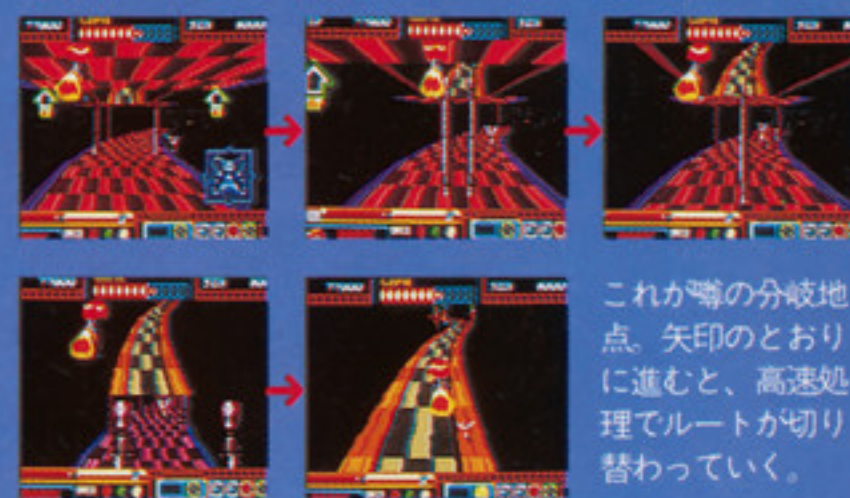 これが噂の分岐地
点。矢印のとおり
に進むと、高速処
理でルートが切り
替わっていく。